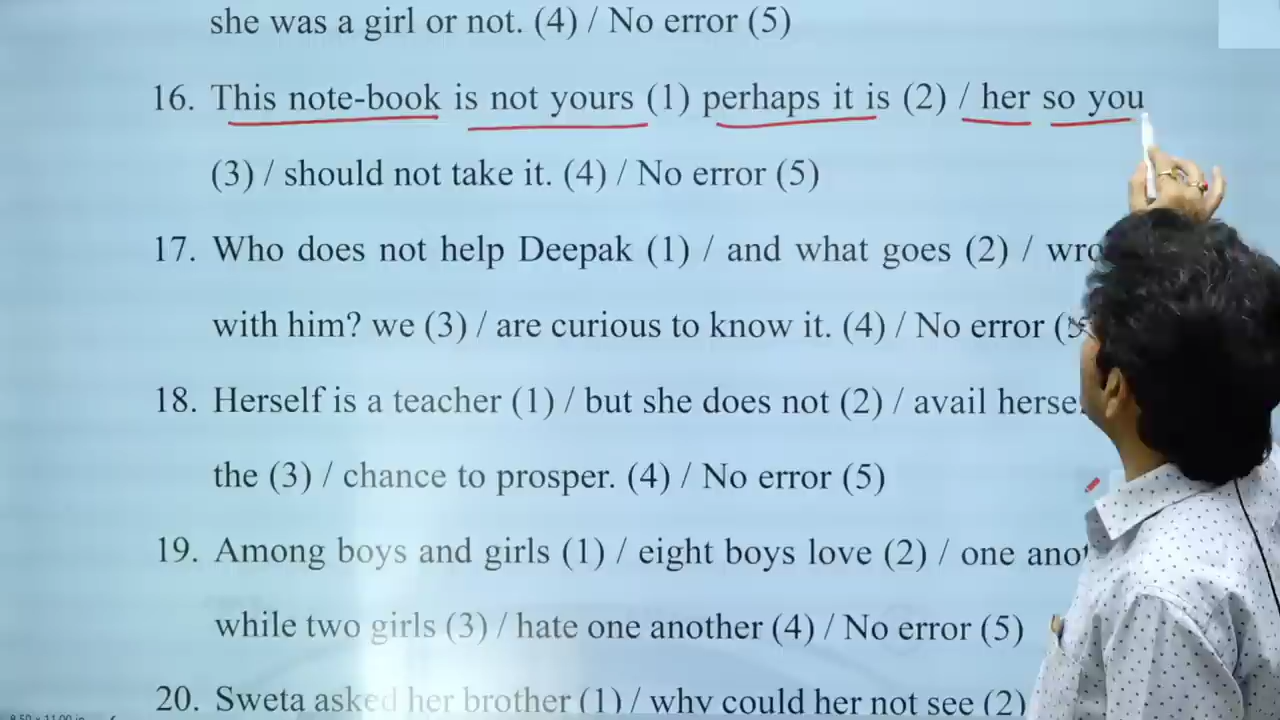 she was a girl or not. (4) / No error (5)
16. This note-book is not yours (1) perhaps it is (2) / her so you
(3) / should not take it. (4) / No error (5)
17. Who does not help Deepak (1) / and what goes (2) /
with him? we (3) / are curious to know it. (4) / No error
18. Herself is a teacher (1) / but she does not (2) / avail
the (3) / chance to prosper. (4) / No error (5)
19. Among boys and girls (1) / eight boys love (2) / one
while two girls (3) / hate one another (4) / No error (5)
20. Sweta asked her brother (1) / why could her not see (2)